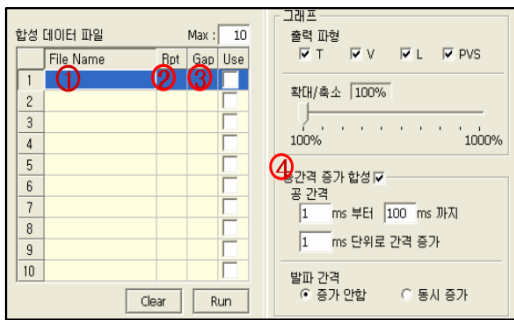 합성 데이터 파일 Max : 10
File Name Rpt Gap Use
① ② ③
1
2
3
4
5
6
7
8
9
10
Clear Run
그래프
출력 파형
T V L PVS
확대/축소 100%
100% 1000%
④
공간격 증가 합성
공 간격
1 ms 부터 100 ms 까지
1 ms 단위로 간격 증가
발파 간격
증가 안함 동시 증가